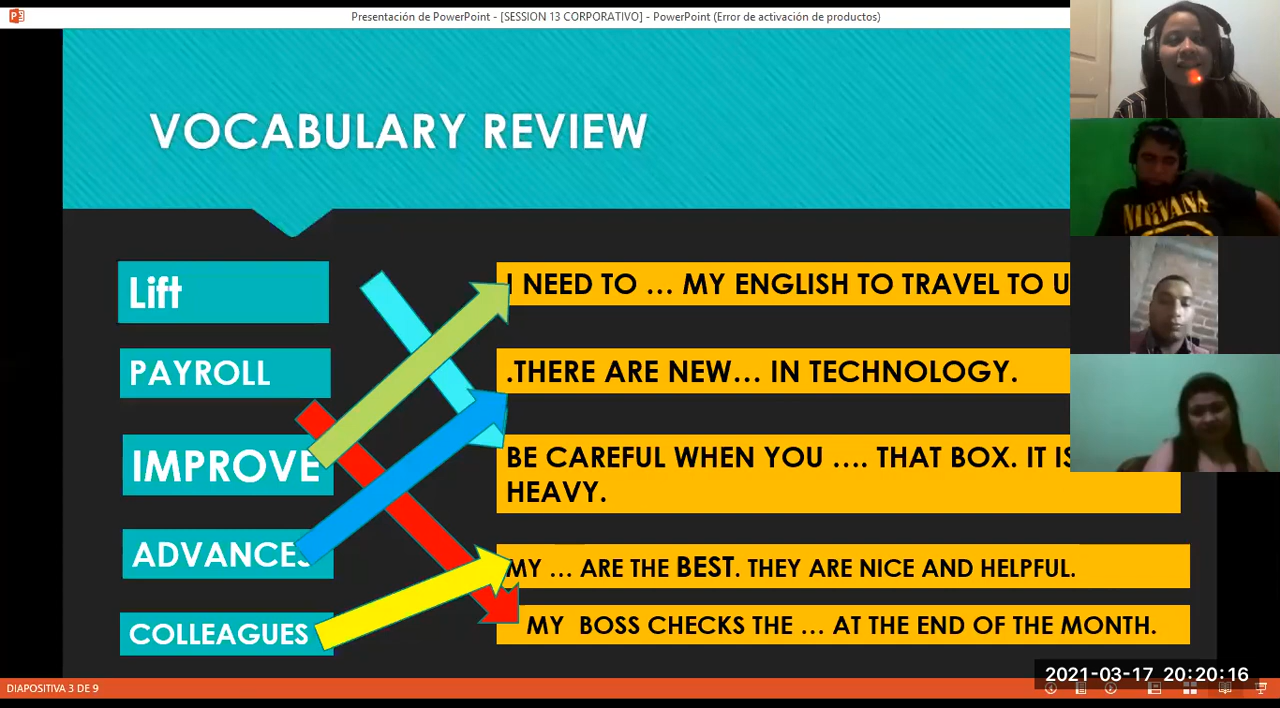 Presentación de PowerPoint - [SESSION 13 CORPORATIVO] - PowerPoint (Error de activación de productos)
VOCABULARY REVIEW
Lift
I NEED TO ... MY ENGLISH TO TRAVEL TO
PAYROLL
.THERE ARE NEW... IN TECHNOLOGY.
IMPROVE
BE CAREFUL WHEN YOU .... THAT BOX. IT IS
HEAVY.
ADVANCES
MY ... ARE THE BEST. THEY ARE NICE AND HELPFUL.
COLLEAGUES
MY BOSS CHECKS THE ... AT THE END OF THE MONTH.
NIRVANA
2021-03-17 20:20:16
DIAPOSITIVA 3 DE 9